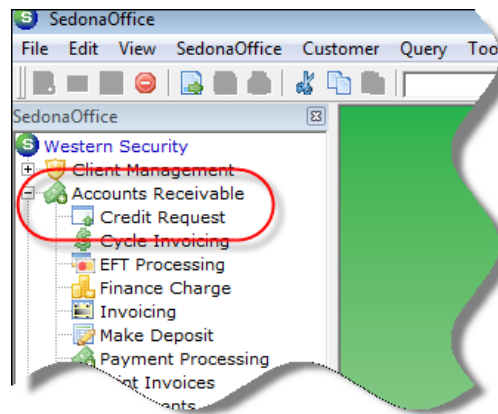 SedonaOffice
File Edit View SedonaOffice Customer Query
SedonaOffice
Western Security
Client Management
Accounts Receivable
Credit Request
Cycle Invoicing
EFT Processing
Finance Charge
Invoicing
Make Deposit
Payment Processing
Invoices